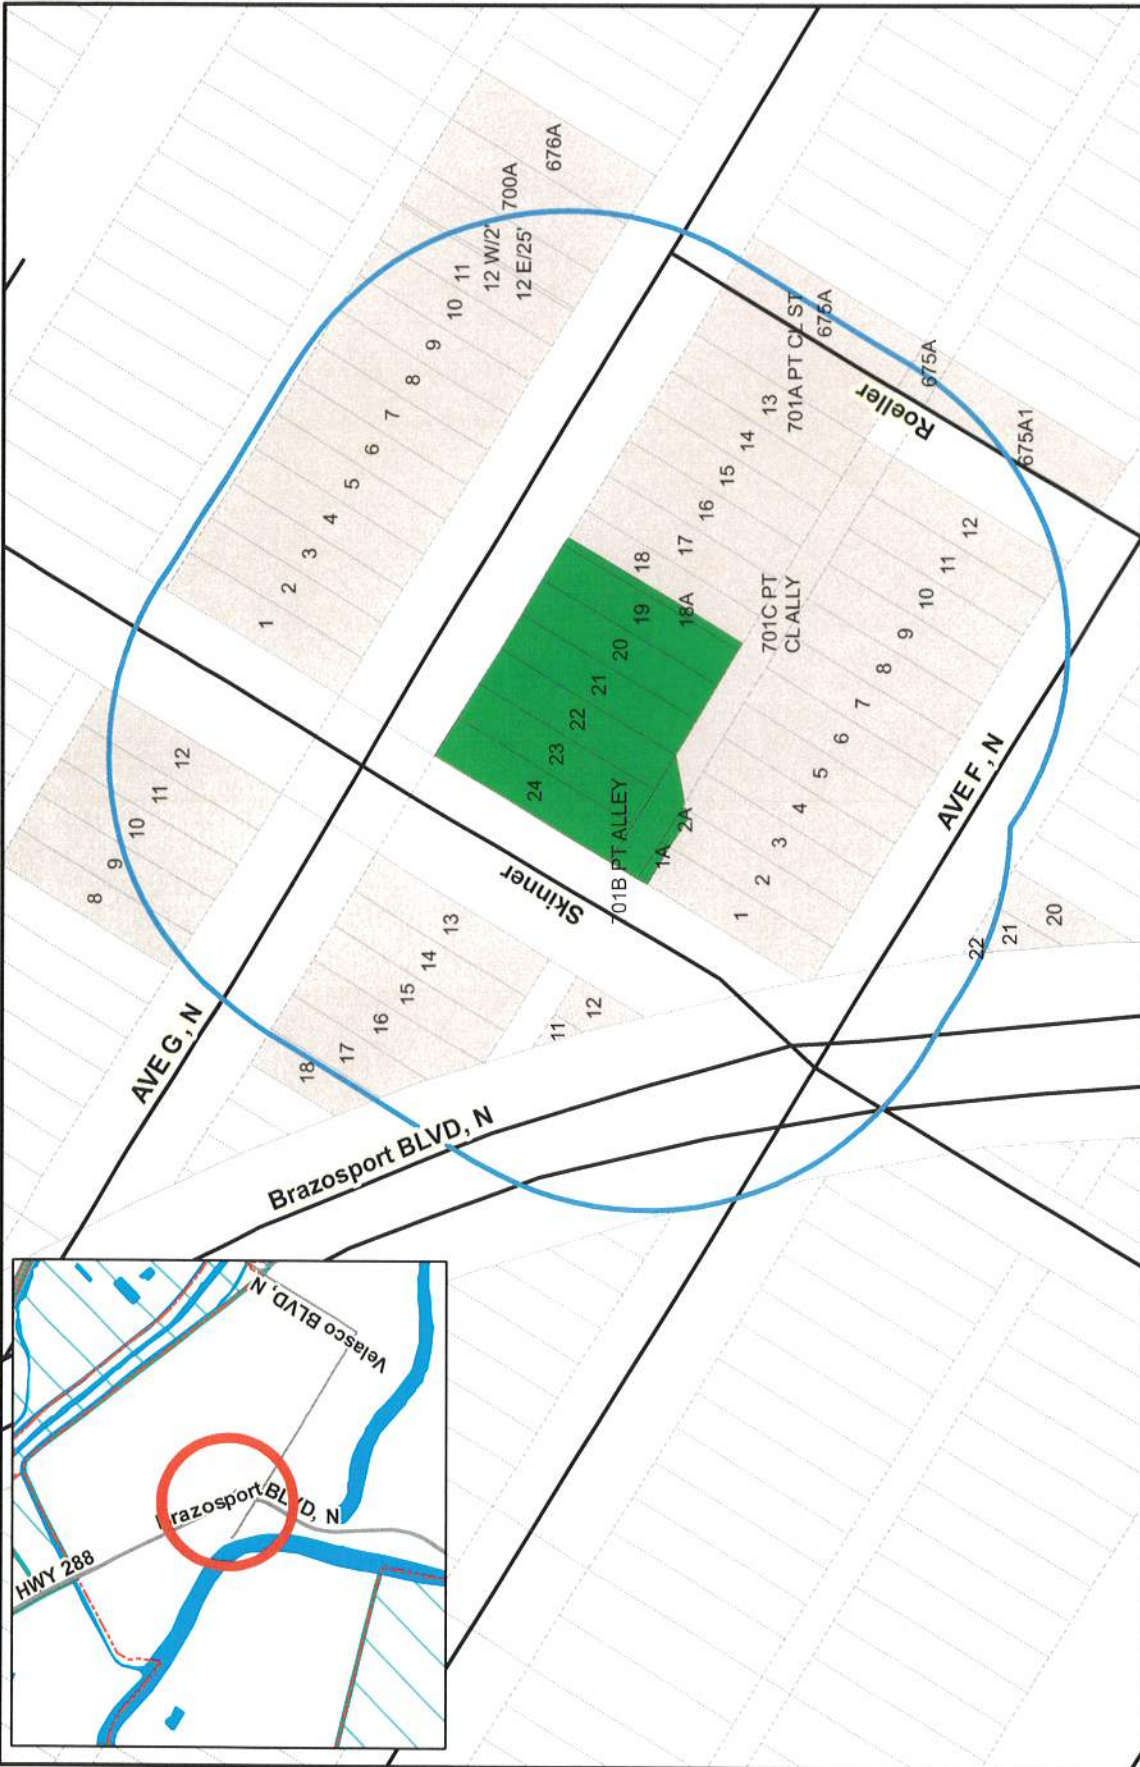 676A
700A
12 W/2'
12 E/25'
11
10
9
8
7
6
5
4
3
2
1
12
11
10
9
8
13
14
15
16
17
18
11
12
AVE G, N
Skinner
Brazosport BLVD, N
24
23
22
21
20
19
18
18A
17
16
15
14
13
701A PT CL ST
675A
675A
675A1
Roeller
701B PT ALLEY
1A
2A
701C PT
CL ALLY
1
2
3
4
5
6
7
8
9
10
11
12
AVE F, N
22
21
20
HWY 288
Brazosport BLVD, N
Velasco BLVD, N